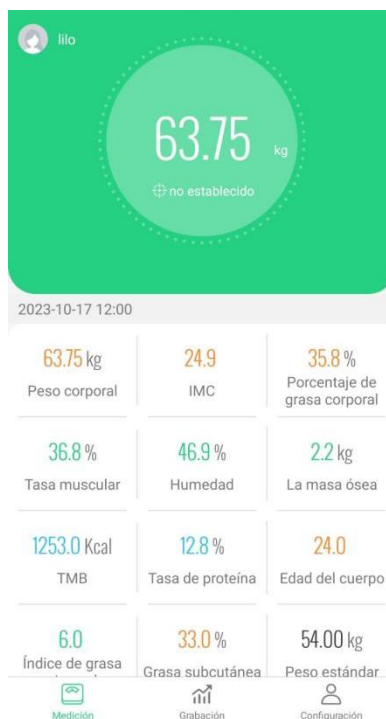 lilo
63.75 kg
no establecido
2023-10-17 12:00
63.75 kg
24.9
35.8 %
Peso corporal
IMC
Porcentaje de
grasa corporal
36.8 %
46.9 %
2.2 kg
Tasa muscular
Humedad
La masa ósea
1253.0 Kcal
12.8 %
24.0
TMB
Tasa de proteína
Edad del cuerpo
6.0
33.0 %
54.00 kg
Índice de grasa
Grasa subcutánea
Peso estándar
Medición
Grabación
Configuración